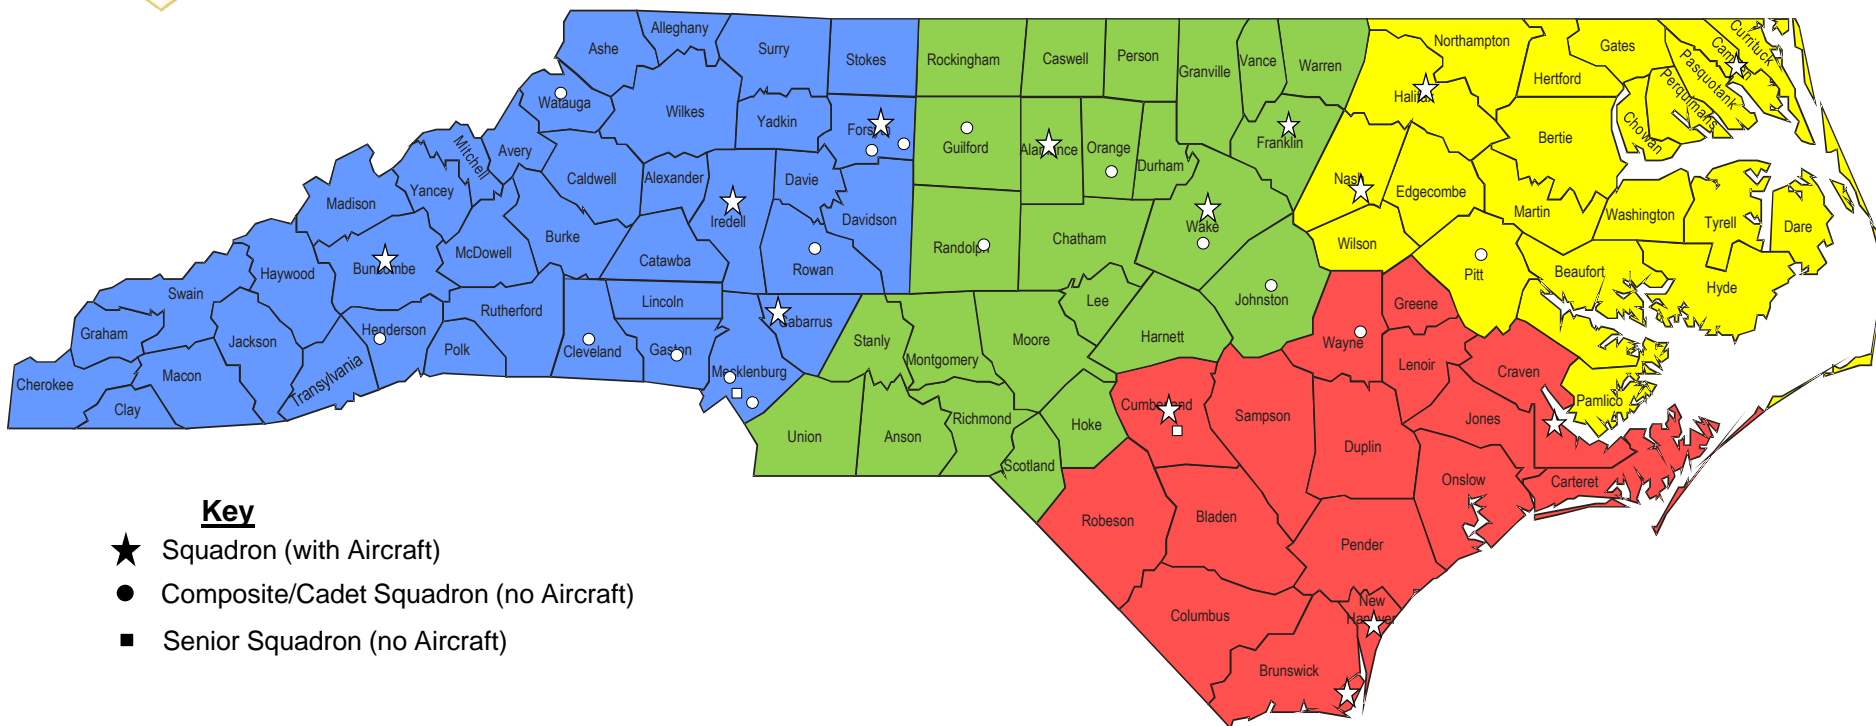 Alleghany
Ashe
Surry
Stokes
Rockingham
Caswell
Person
Granville
Vance
Warren
Northampton
Gates
Currituck
Camden
Pasquotank
Perquimans
Chowan
Hertford
Halifax
Bertie
Watauga
Wilkes
Yadkin
Forsyth
Guilford
Alamance
Orange
Durham
Franklin
Nash
Edgecombe
Martin
Washington
Tyrell
Dare
Mitchell
Avery
Yancey
Madison
Caldwell
Alexander
Iredell
Davie
Davidson
Randolph
Chatham
Wake
Wilson
Pitt
Beaufort
Hyde
Haywood
Buncombe
McDowell
Burke
Catawba
Rowan
Lee
Johnston
Greene
Swain
Graham
Jackson
Henderson
Rutherford
Lincoln
Cabarrus
Stanly
Montgomery
Moore
Harnett
Wayne
Lenoir
Craven
Pamlico
Cherokee
Macon
Clay
Transylvania
Polk
Cleveland
Gaston
Mecklenburg
Union
Anson
Richmond
Scotland
Hoke
Cumberland
Sampson
Duplin
Jones
Onslow
Carteret
Robeson
Bladen
Pender
Columbus
New
Hanover
Brunswick
Key
Squadron (with Aircraft)
Composite/Cadet Squadron (no Aircraft)
Senior Squadron (no Aircraft)